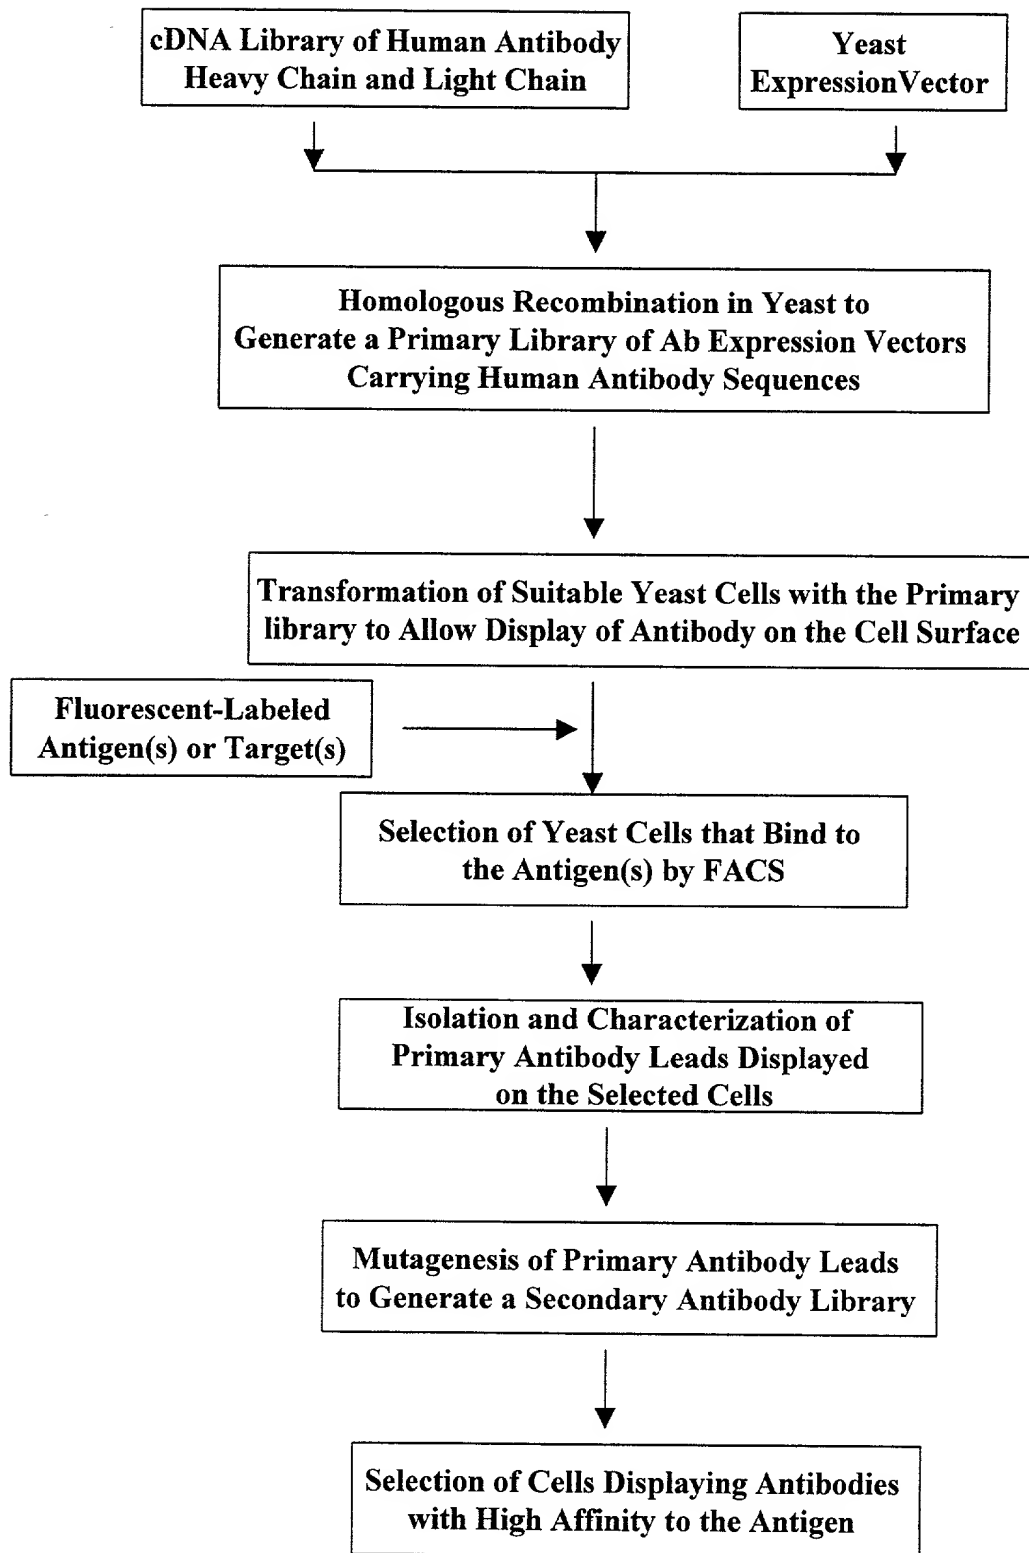 cDNA Library of Human Antibody
Heavy Chain and Light Chain
Yeast
ExpressionVector
Homologous Recombination in Yeast to
Generate a Primary Library of Ab Expression Vectors
Carrying Human Antibody Sequences
Transformation of Suitable Yeast Cells with the Primary
library to Allow Display of Antibody on the Cell Surface
Fluorescent-Labeled
Antigen(s) or Target(s)
Selection of Yeast Cells that Bind to
the Antigen(s) by FACS
Isolation and Characterization of
Primary Antibody Leads Displayed
on the Selected Cells
Mutagenesis of Primary Antibody Leads
to Generate a Secondary Antibody Library
Selection of Cells Displaying Antibodies
with High Affinity to the Antigen